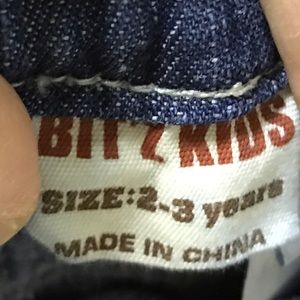 BIT'Z KIDS
SIZE:2-3 years
MADE IN CHINA